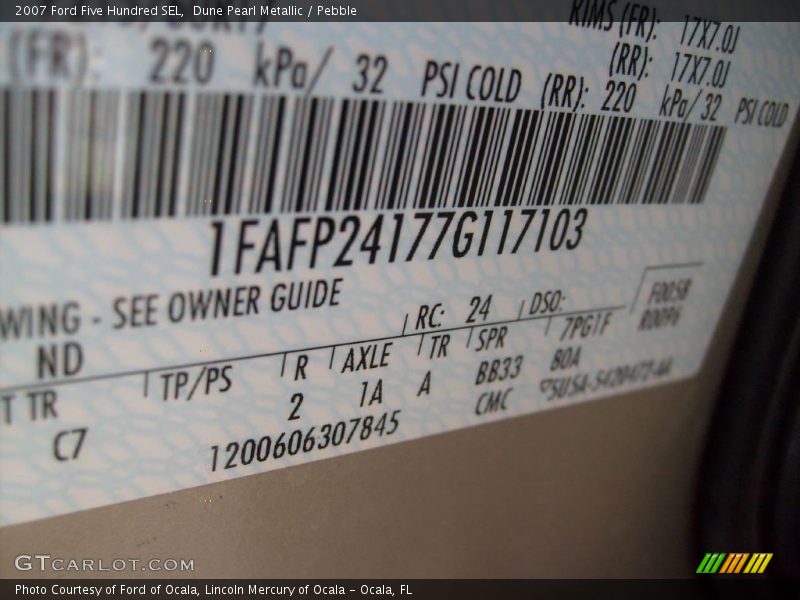 2007 Ford Five Hundred SEL, Dune Pearl Metallic / Pebble
RIMS (FR): 17X7.0J
(RR): 17X7.0J
(FR): 220 kPa/ 32 PSI COLD (RR): 220 kPa/ 32 PSI COLD
1FAFP24177G117103
WING - SEE OWNER GUIDE
ND RC: 24 DSO: F0058
R0096
T TR TP/PS R AXLE TR SPR 7PG1F
C7 2 1A A BB33 BOA
1200606307845 CMC
GTCARLOT.COM
Photo Courtesy of Ford of Ocala, Lincoln Mercury of Ocala – Ocala, FL